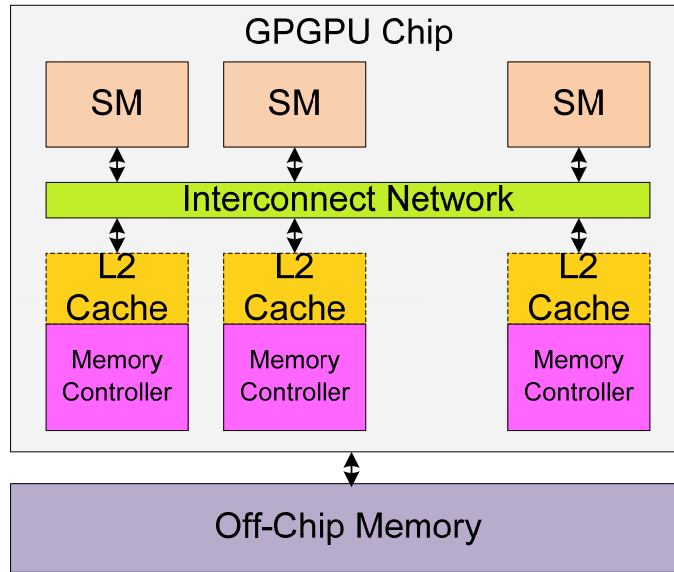 GPGPU Chip
SM
SM
SM
Interconnect Network
L2
Cache
L2
Cache
L2
Cache
Memory
Controller
Memory
Controller
Memory
Controller
Off-Chip Memory